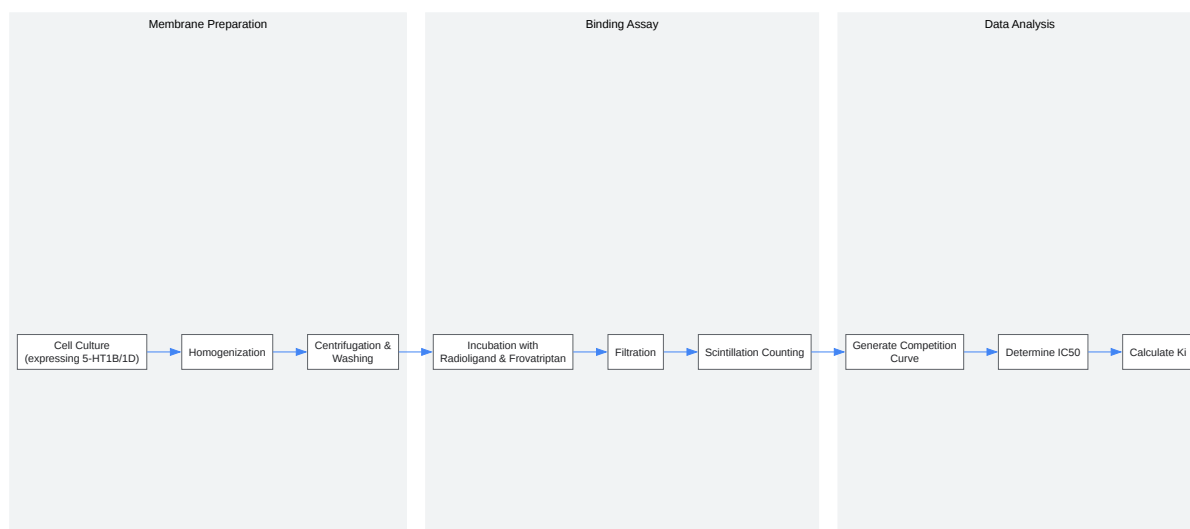 Membrane Preparation
Binding Assay
Data Analysis
Cell Culture
(expressing 5-HT1B/1D)
Homogenization
Centrifugation &
Washing
Incubation with
Radioligand & Frovatriptan
Filtration
Scintillation Counting
Generate Competition
Curve
Determine IC50
Calculate Ki